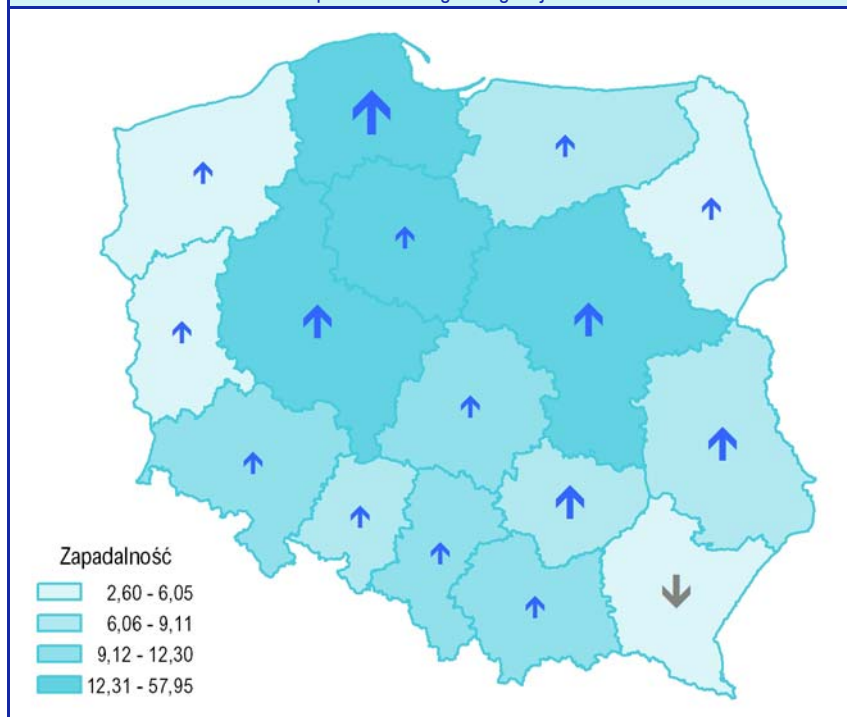 Zapadalność
2,60 - 6,05
6,06 - 9,11
9,12 - 12,30
12,31 - 57,95